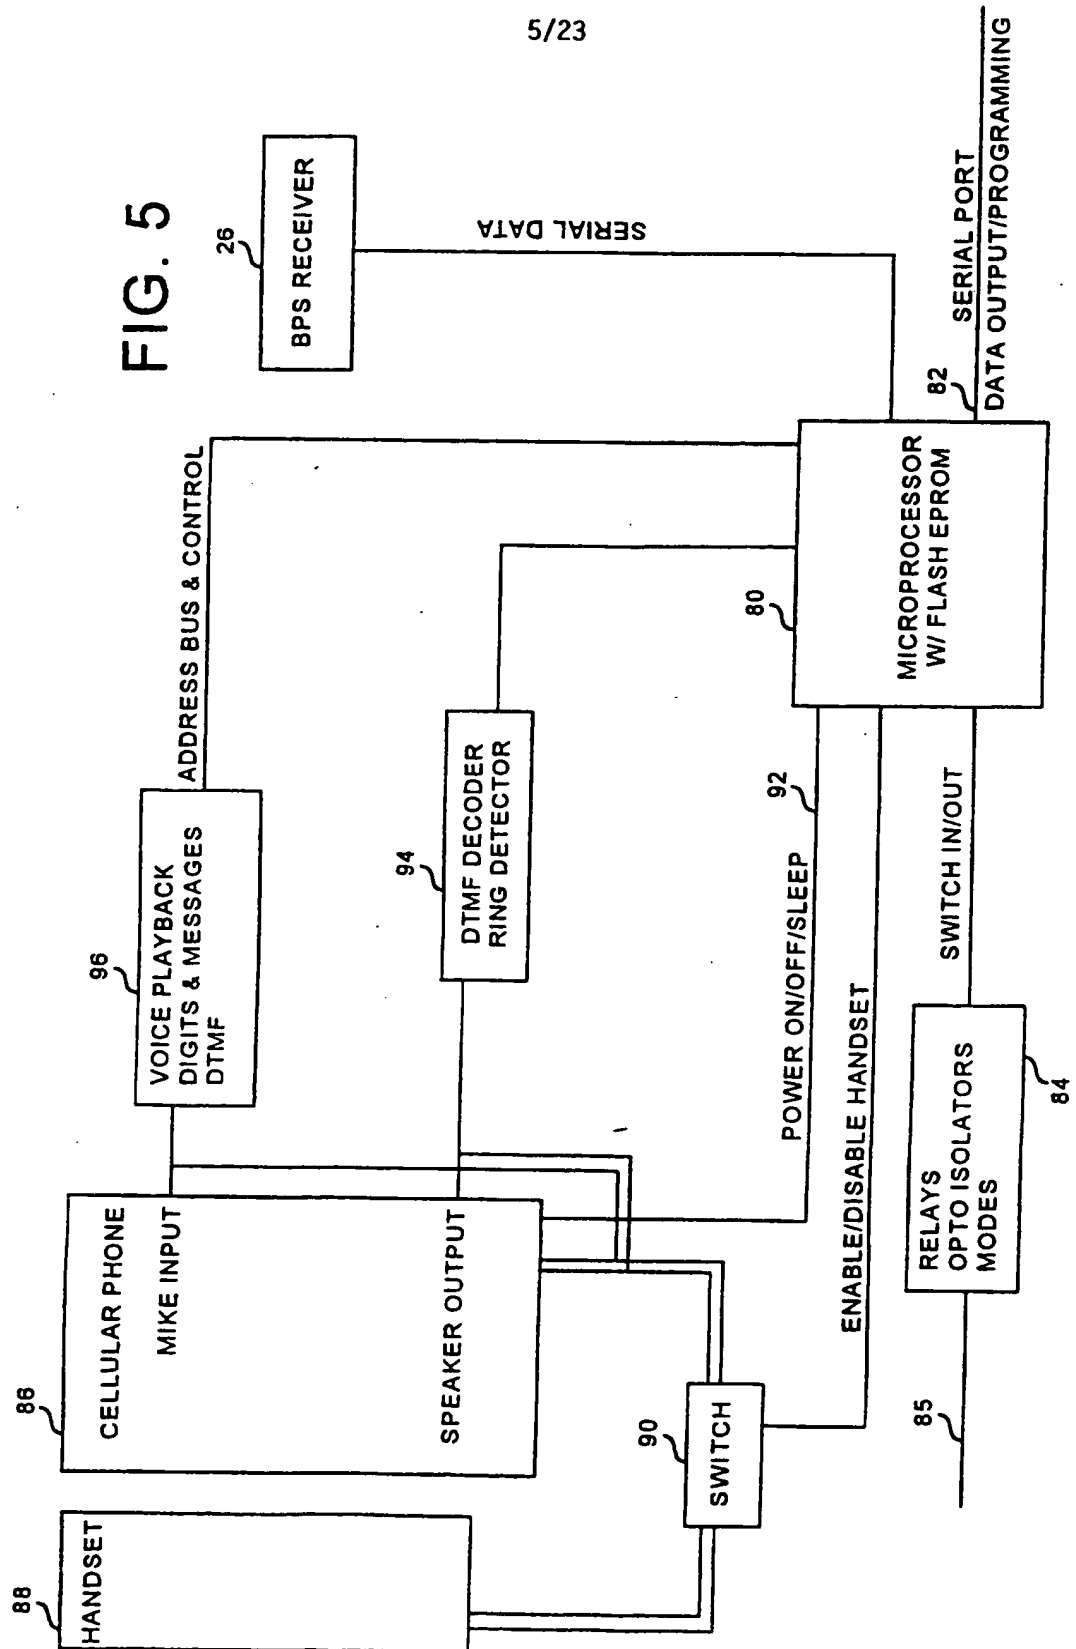 5/23
FIG. 5
26
BPS RECEIVER
SERIAL DATA
ADDRESS BUS & CONTROL
96
VOICE PLAYBACK
DIGITS & MESSAGES
DTMF
94
DTMF DECODER
RING DETECTOR
86
CELLULAR PHONE
MIKE INPUT
SPEAKER OUTPUT
88
HANDSET
90
SWITCH
POWER ON/OFF/SLEEP
92
ENABLE/DISABLE HANDSET
80
MICROPROCESSOR
W/ FLASH EPROM
82
SERIAL PORT
DATA OUTPUT/PROGRAMMING
SWITCH IN/OUT
RELAYS
OPTO ISOLATORS
MODES
84
85